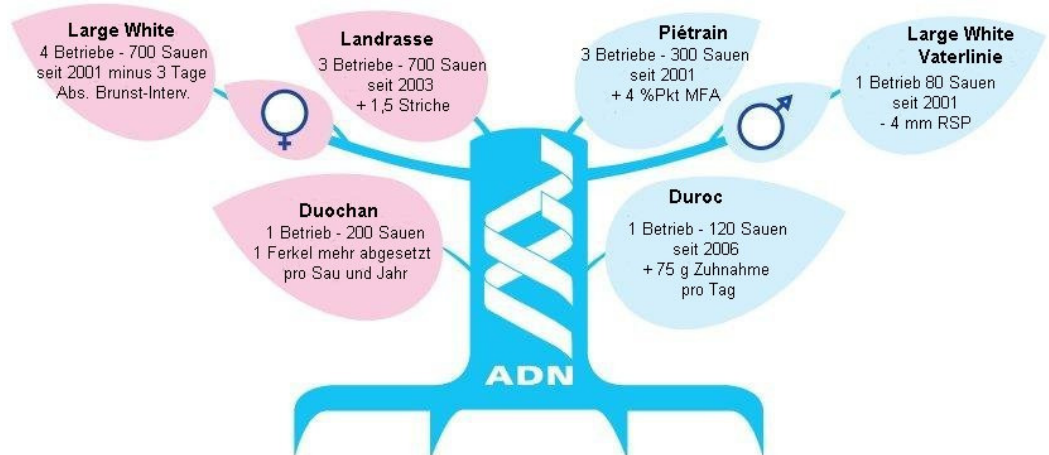 Large White
4 Betriebe - 700 Sauen
seit 2001 minus 3 Tage
Abs. Brunst-Interv.
Landrasse
3 Betriebe - 700 Sauen
seit 2003
+ 1,5 Striche
Piétrain
3 Betriebe - 300 Sauen
seit 2001
+ 4 %Pkt MFA
Large White
Vaterlinie
1 Betrieb 80 Sauen
seit 2001
- 4 mm RSP
Duochan
1 Betrieb - 200 Sauen
1 Ferkel mehr abgesetzt
pro Sau und Jahr
Duroc
1 Betrieb - 120 Sauen
seit 2006
+ 75 g Zuhnahme
pro Tag
ADN